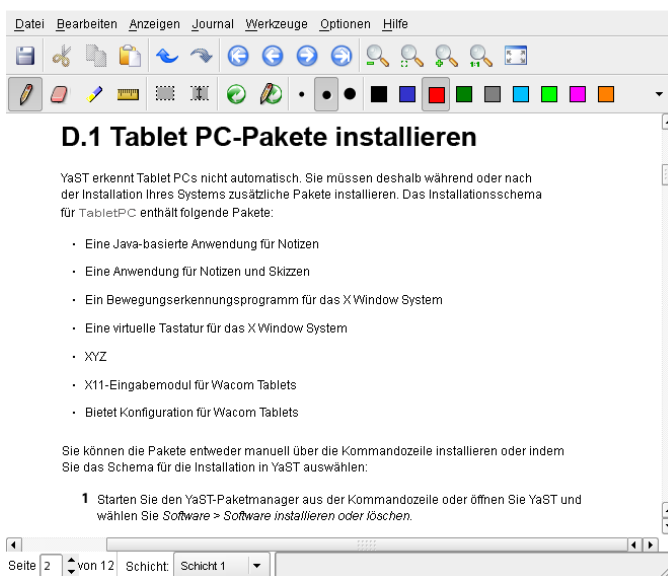 Datei Bearbeiten Anzeigen Journal Werkzeuge Optionen Hilfe
D.1 Tablet PC-Pakete installieren
YaST erkennt Tablet PCs nicht automatisch. Sie müssen deshalb während oder nach
der Installation Ihres Systems zusätzliche Pakete installieren. Das Installationsschema
für TabletPC enthält folgende Pakete:
· Eine Java-basierte Anwendung für Notizen
· Eine Anwendung für Notizen und Skizzen
· Ein Bewegungserkennungsprogramm für das X Window System
· Eine virtuelle Tastatur für das X Window System
· XYZ
· X11-Eingabemodul für Wacom Tablets
· Bietet Konfiguration für Wacom Tablets
Sie können die Pakete entweder manuell über die Kommandozeile installieren oder indem
Sie das Schema für die Installation in YaST auswählen:
1 Starten Sie den YaST-Paketmanager aus der Kommandozeile oder öffnen Sie YaST und
wählen Sie Software > Software installieren oder löschen.
Seite 2 von 12 Schicht: Schicht 1